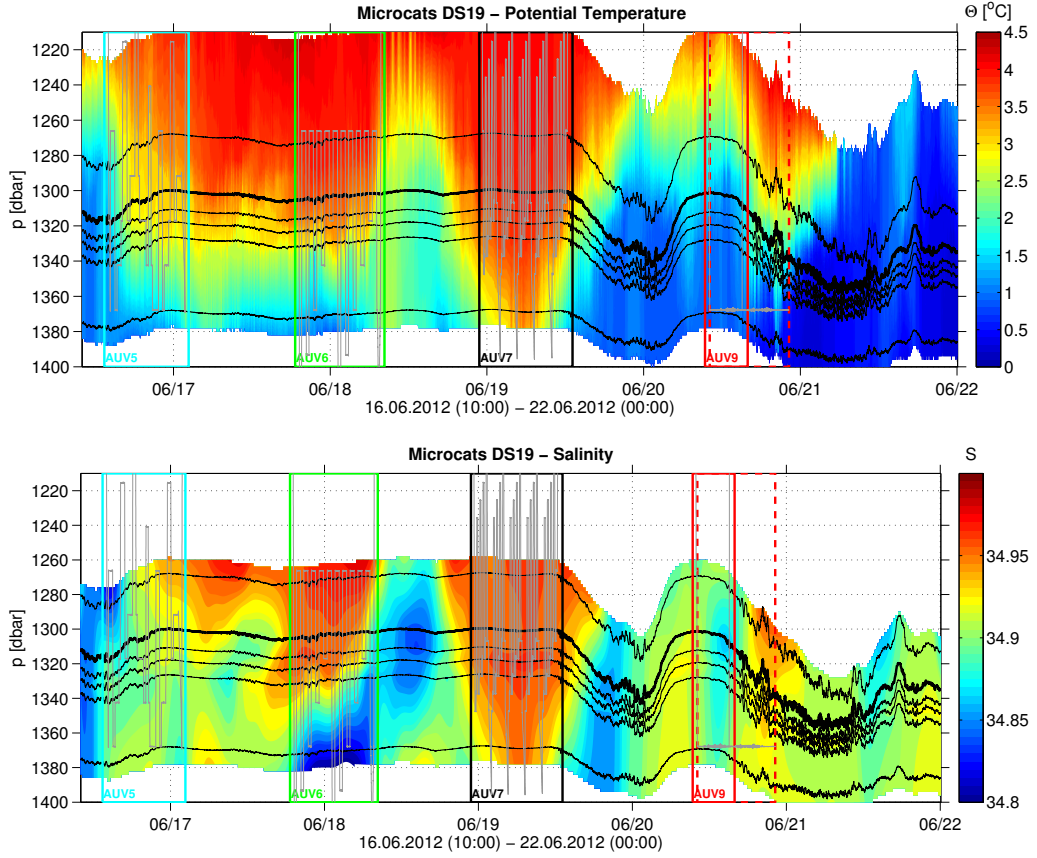 Microcats DS19 − Potential Temperature
Θ [°C]
1220
1240
1260
1280
1300
1320
1340
1360
1380
1400
p [dbar]
AUV5
AUV6
AUV7
AUV9
4.5
4
3.5
3
2.5
2
1.5
1
0.5
0
06/17
06/18
06/19
06/20
06/21
06/22
16.06.2012 (10:00) − 22.06.2012 (00:00)
Microcats DS19 − Salinity
S
1220
1240
1260
1280
1300
1320
1340
1360
1380
1400
p [dbar]
AUV5
AUV6
AUV7
AUV9
34.95
34.9
34.85
34.8
06/17
06/18
06/19
06/20
06/21
06/22
16.06.2012 (10:00) − 22.06.2012 (00:00)